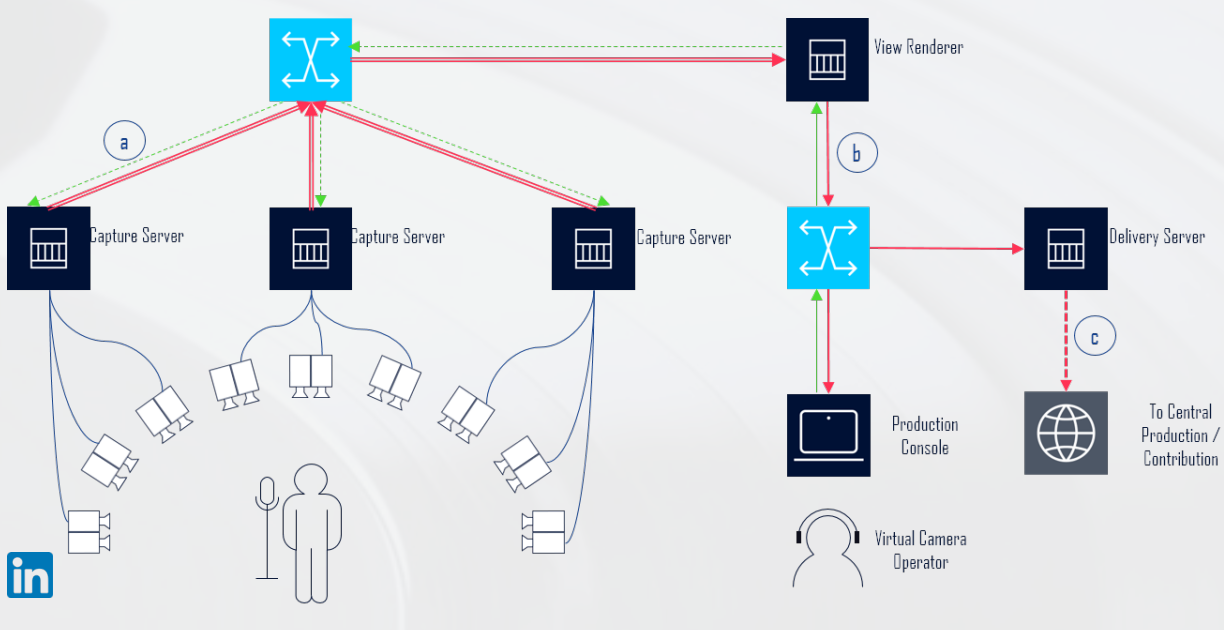 View Renderer
a
b
Capture Server
Capture Server
Capture Server
Delivery Server
c
Production
Console
To Central
Production /
Contribution
Virtual Camera
Operator
in